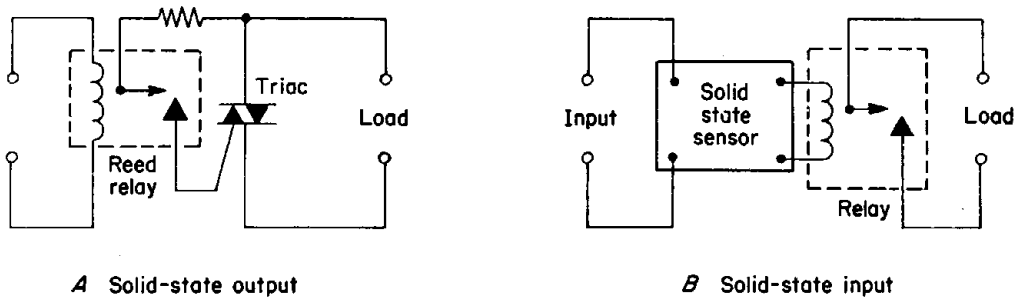 Triac
Load
Reed
relay
A Solid-state output
Input
Solid
state
sensor
Load
Relay
B Solid-state input